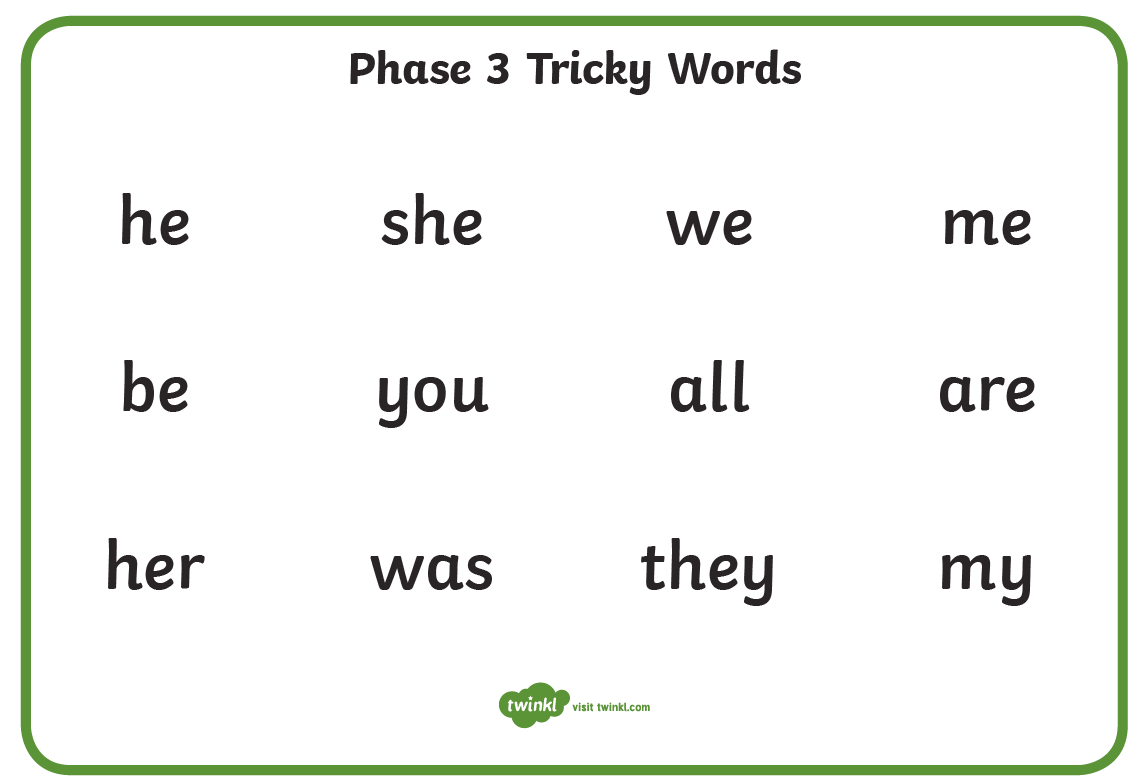 Phase 3 Tricky Words
he she we me
be you all are
her was they my
twinkl visit twinkl.com